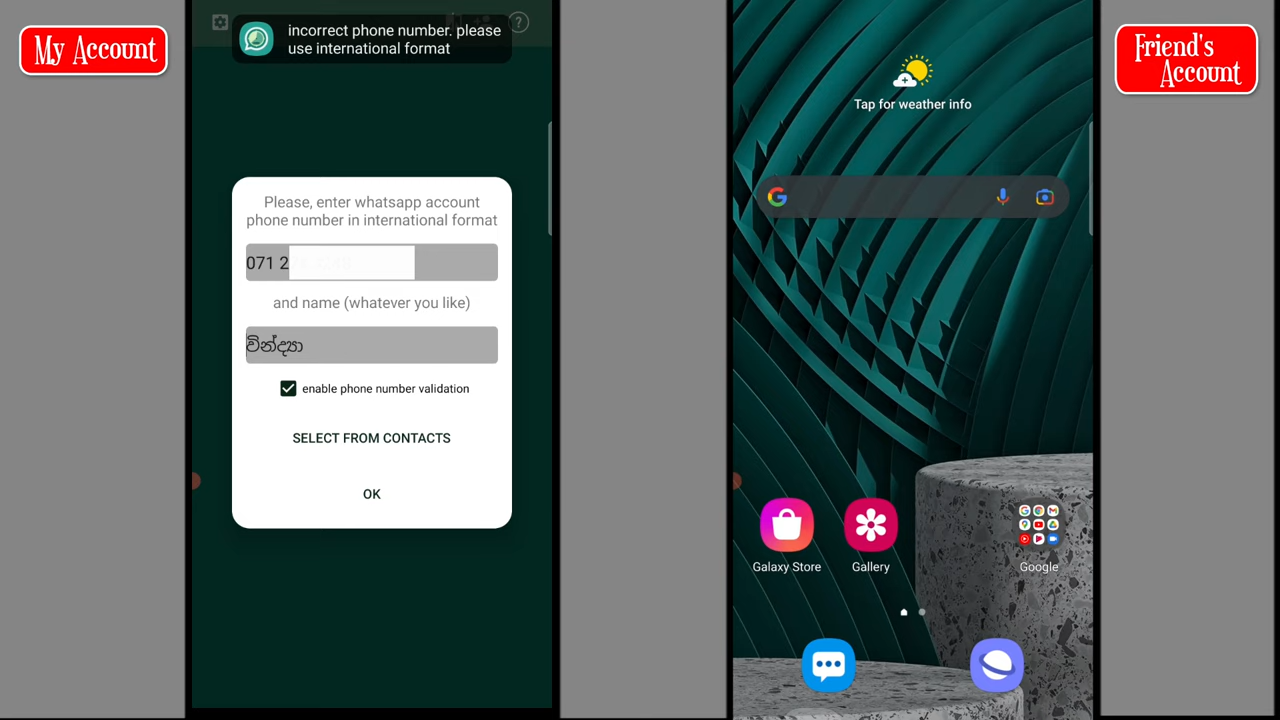 My Account
incorrect phone number. please
use international format
Please, enter whatsapp account
phone number in international format
071 2
and name (whatever you like)
වින්ද්‍යා
enable phone number validation
SELECT FROM CONTACTS
OK
Tap for weather info
Galaxy Store
Gallery
Google
Friend's
Account